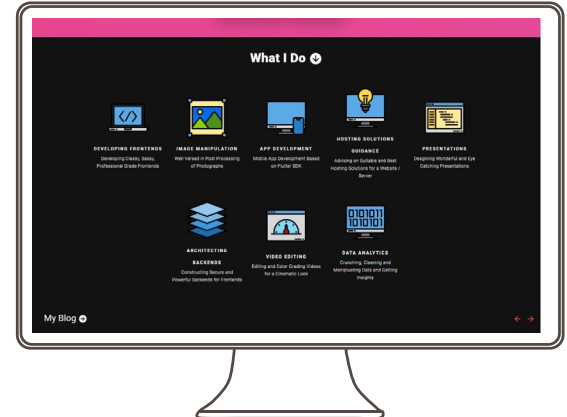 What I Do
DEVELOPING FRONTENDS
Developing Classy, Sassy,
Professional Grade Frontends
IMAGE MANIPULATION
Well Versed in Post Processing
of Photographs
APP DEVELOPMENT
Mobile App Development Based
on Flutter SDK
HOSTING SOLUTIONS
GUIDANCE
Advising on Suitable and Best
Hosting Solutions for a Website /
Server
PRESENTATIONS
Designing Wonderful and Eye
Catching Presentations
ARCHITECTING
BACKENDS
Constructing Secure and
Powerful Backends for Frontends
VIDEO EDITING
Editing and Color Grading Videos
for a Cinematic Look
0101011
1010101
DATA ANALYTICS
Crunching, Cleaning and
Manipluating Data and Getting
Insights
My Blog